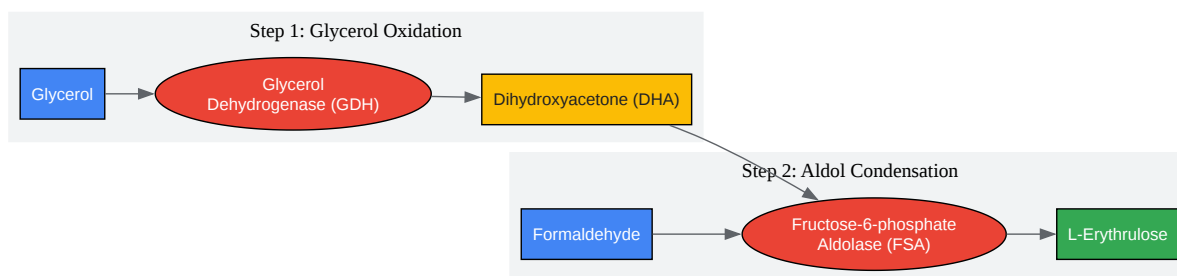 Step 1: Glycerol Oxidation
Glycerol
Glycerol
Dehydrogenase (GDH)
Dihydroxyacetone (DHA)
Step 2: Aldol Condensation
Formaldehyde
Fructose-6-phosphate
Aldolase (FSA)
L-Erythrulose